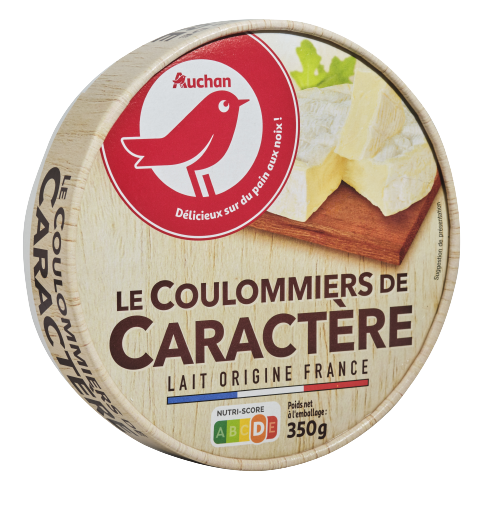 Auchan
Délicieux sur du pain aux noix !
Suggestion de présentation
LE COULOMMIERS DE
CARACTÈRE
LAIT ORIGINE FRANCE
NUTRI-SCORE
A B C D E
Poids net
à l'emballage :
350g
LE COULOMMIERS DE
CARACTÈRE